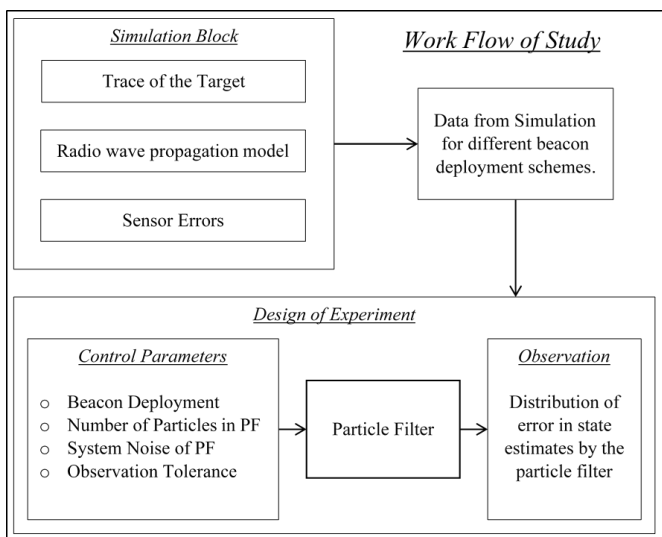 Simulation Block
Work Flow of Study
Trace of the Target
Radio wave propagation model
Sensor Errors
Data from Simulation
for different beacon
deployment schemes.
Design of Experiment
Control Parameters
o Beacon Deployment
o Number of Particles in PF
o System Noise of PF
o Observation Tolerance
Particle Filter
Observation
Distribution of
error in state
estimates by the
particle filter